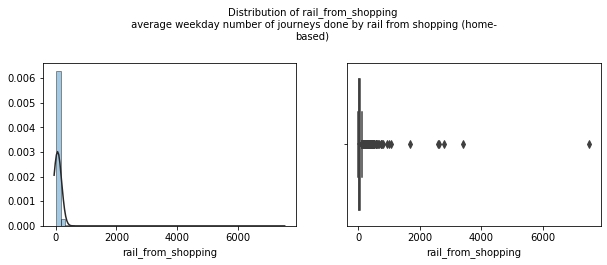 Distribution of rail_from_shopping
average weekday number of journeys done by rail from shopping (home-
based)
0.006
0.005
0.004
0.003
0.002
0.001
0.000
0 2000 4000 6000
rail_from_shopping
0 2000 4000 6000
rail_from_shopping